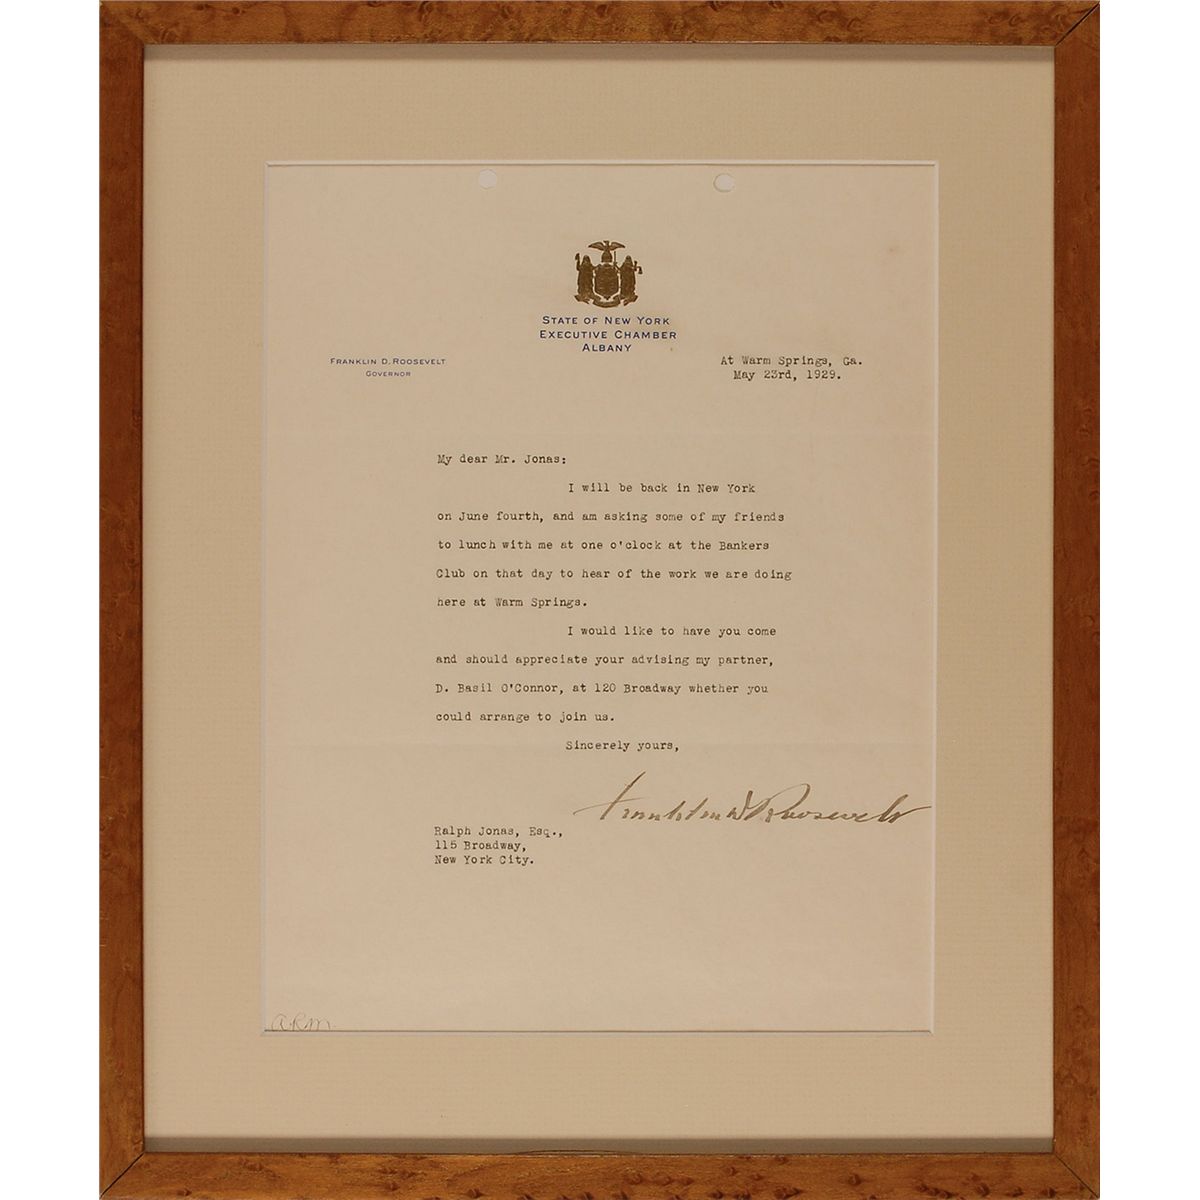 STATE OF NEW YORK
EXECUTIVE CHAMBER
ALBANY
FRANKLIN D. ROOSEVELT
GOVERNOR
At Warm Springs, Ga.
May 23rd, 1929.
My dear Mr. Jonas:
I will be back in New York
on June fourth, and am asking some of my friends
to lunch with me at one o'clock at the Bankers
Club on that day to hear of the work we are doing
here at Warm Springs.
I would like to have you come
and should appreciate your advising my partner,
D. Basil O'Connor, at 120 Broadway whether you
could arrange to join us.
Sincerely yours,
Franklin D Roosevelt
Ralph Jonas, Esq.,
115 Broadway,
New York City.
a.R.m.